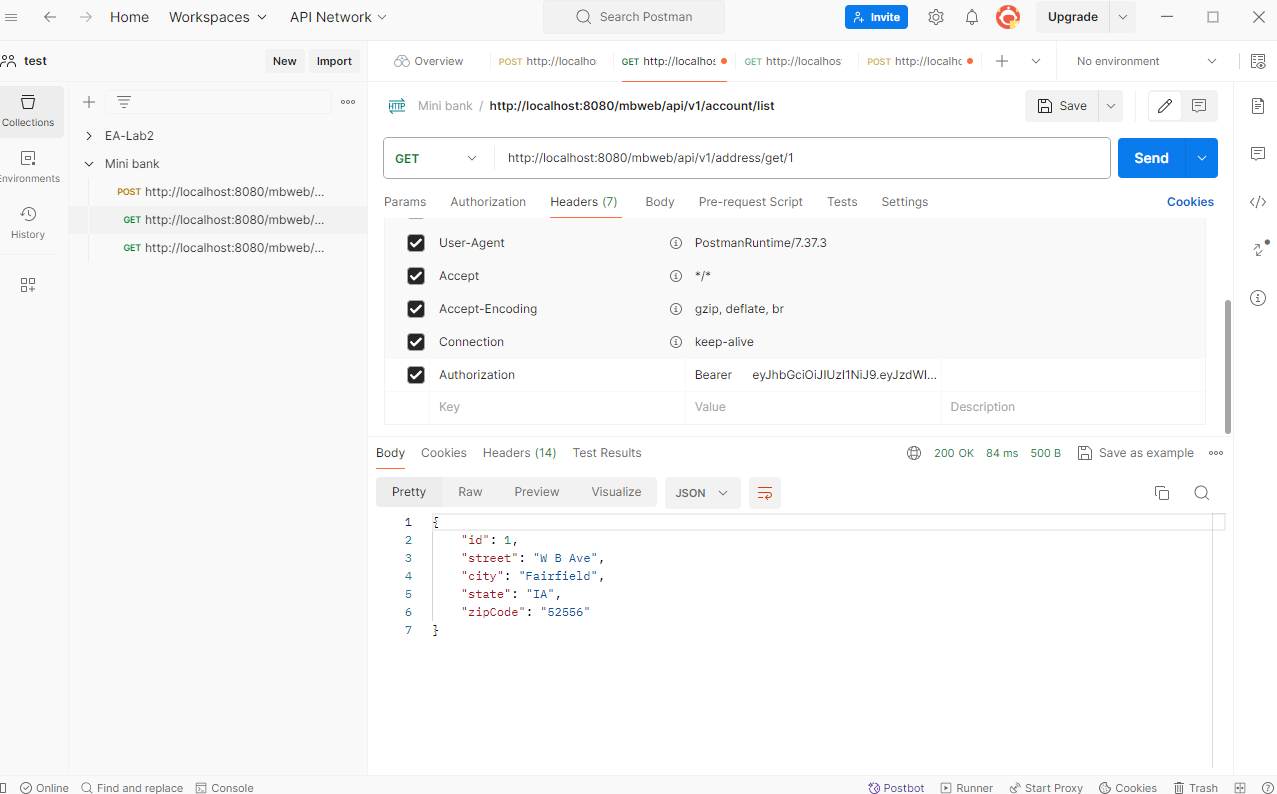 Home Workspaces API Network Search Postman Invite Upgrade
test New Import Overview POST http://localho GET http://localhos GET http://localhos POST http://localho No environment
Collections
Environments
History
EA-Lab2
Mini bank
POST http://localhost:8080/mbweb/...
GET http://localhost:8080/mbweb/...
GET http://localhost:8080/mbweb/...
HTTP Mini bank / http://localhost:8080/mbweb/api/v1/account/list Save
GET http://localhost:8080/mbweb/api/v1/address/get/1 Send
Params Authorization Headers (7) Body Pre-request Script Tests Settings Cookies
User-Agent PostmanRuntime/7.37.3
Accept */*
Accept-Encoding gzip, deflate, br
Connection keep-alive
Authorization Bearer eyJhbGciOiJIUzI1NiJ9.eyJzdWI...
Key Value Description
Body Cookies Headers (14) Test Results 200 OK 84 ms 500 B Save as example
Pretty Raw Preview Visualize JSON
1 {
2 "id": 1,
3 "street": "W B Ave",
4 "city": "Fairfield",
5 "state": "IA",
6 "zipCode": "52556"
7 }
Online Find and replace Console Postbot Runner Start Proxy Cookies Trash